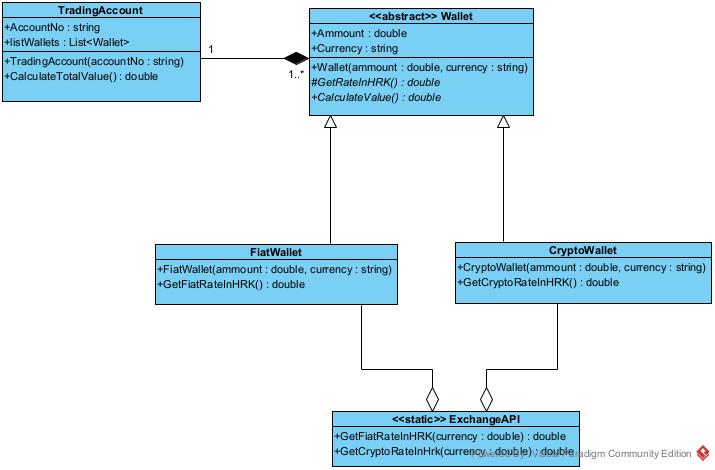 TradingAccount
+AccountNo : string
+listWallets : List<Wallet>
+TradingAccount(accountNo : string)
+CalculateTotalValue() : double
1
1..*
<<abstract>> Wallet
+Ammount : double
+Currency : string
+Wallet(ammount : double, currency : string)
#GetRateInHRK() : double
+CalculateValue() : double
FiatWallet
+FiatWallet(ammount : double, currency : string)
+GetFiatRateInHRK() : double
CryptoWallet
+CryptoWallet(ammount : double, currency : string)
+GetCryptoRateInHRK() : double
<<static>> ExchangeAPI
+GetFiatRateInHRK(currency : double) : double
+GetCryptoRateInHrk(currency : double) : double
Powered By Visual Paradigm Community Edition